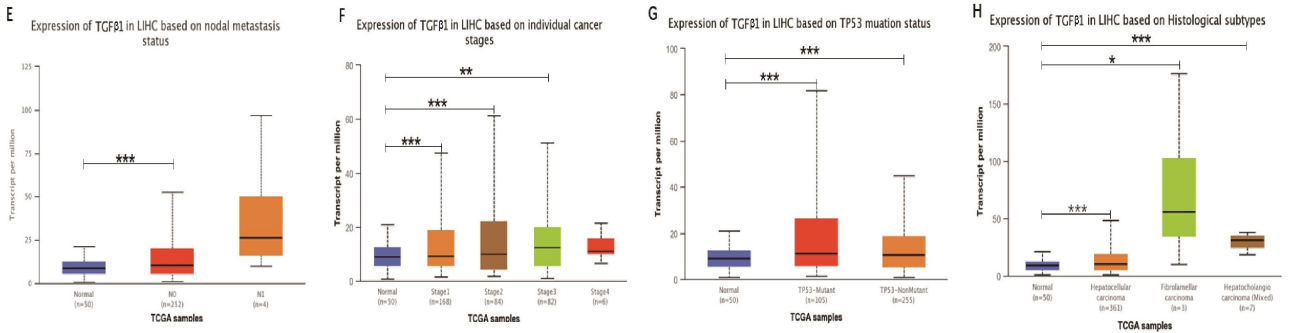 E
Expression of TGFβ1 in LIHC based on nodal metastasis
status
125
100
75
50
25
0
Transcript per million
***
Normal
(n=50)
N0
(n=252)
N1
(n=4)
TCGA samples
F
Expression of TGFβ1 in LIHC based on individual cancer
stages
80
60
40
20
0
Transcript per million
**
***
***
Normal
(n=50)
Stage1
(n=168)
Stage2
(n=84)
Stage3
(n=82)
Stage4
(n=6)
TCGA samples
G
Expression of TGFβ1 in LIHC based on TP53 muation status
100
80
60
40
20
0
Transcript per million
***
***
Normal
(n=50)
TP53-Mutant
(n=105)
TP53-NonMutant
(n=255)
TCGA samples
H
Expression of TGFβ1 in LIHC based on Histological subtypes
200
150
100
50
0
Transcript per million
***
*
***
Normal
(n=50)
Hepatocellular
carcinoma
(n=361)
Fibrolamellar
carcinoma
(n=3)
Hepatocholangio
carcinoma (Mixed)
(n=7)
TCGA samples